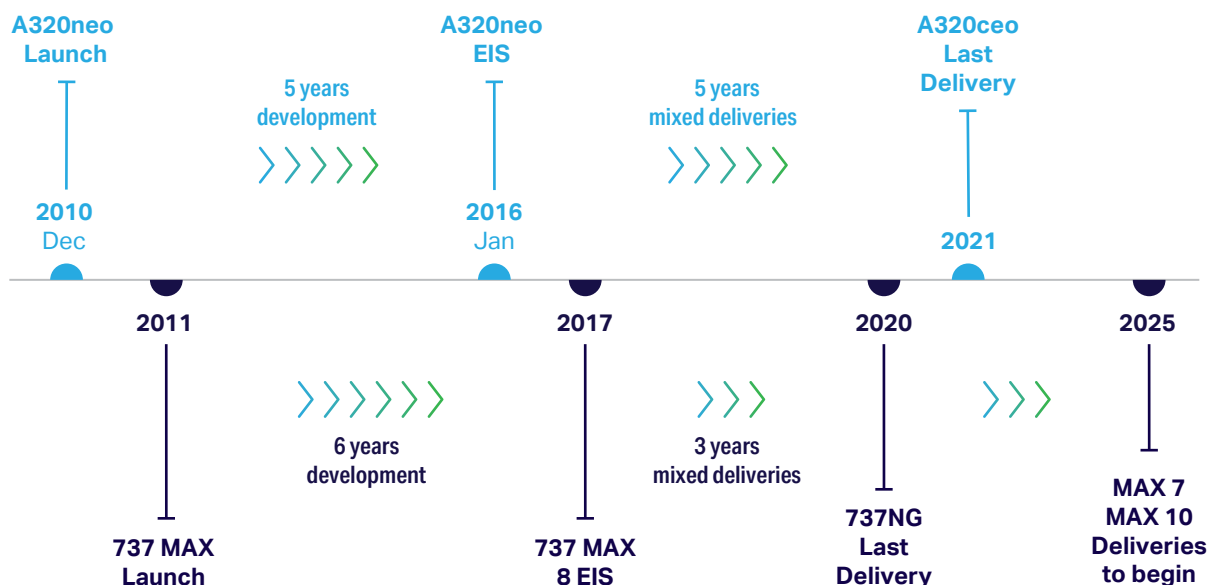 A320neo
Launch
A320neo
EIS
A320ceo
Last
Delivery
5 years
development
5 years
mixed deliveries
2010
Dec
2016
Jan
2021
2011
2017
2020
2025
6 years
development
3 years
mixed deliveries
737 MAX
Launch
737 MAX
8 EIS
737NG
Last
Delivery
MAX 7
MAX 10
Deliveries
to begin